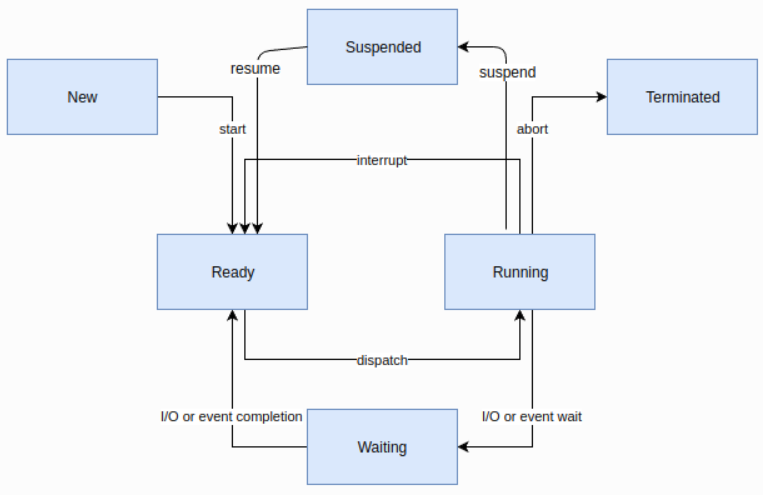 Suspended
resume
suspend
New
Terminated
start
abort
interrupt
Ready
Running
dispatch
I/O or event completion
I/O or event wait
Waiting